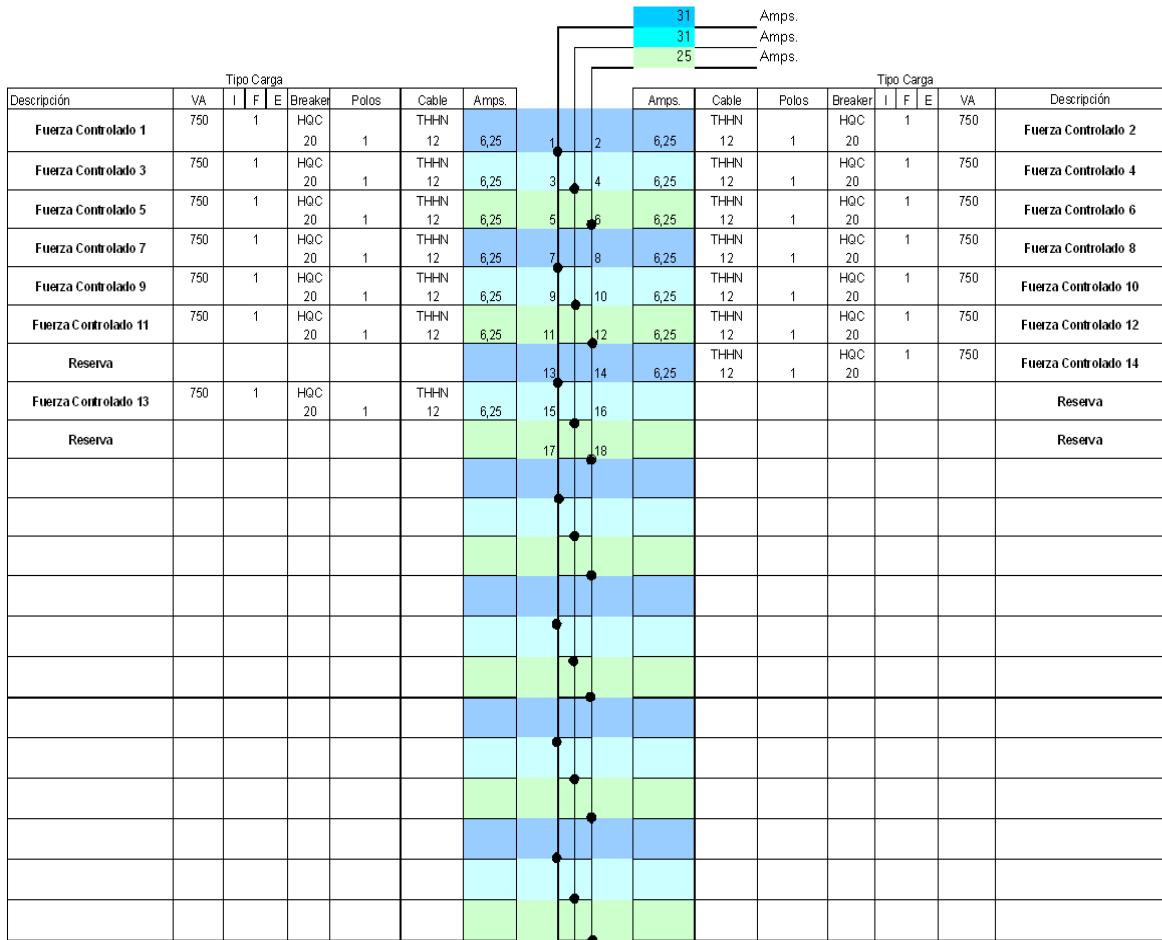 31 Amps.
31 Amps.
25 Amps.
Tipo Carga Tipo Carga
Descripción VA I F E Breaker Polos Cable Amps. Amps. Cable Polos Breaker I F E VA Descripción
Fuerza Controlado 1 750 1 HQC 20 1 THHN 12 6,25 1 2 6,25 THHN 12 1 HQC 20 1 750 Fuerza Controlado 2
Fuerza Controlado 3 750 1 HQC 20 1 THHN 12 6,25 3 4 6,25 THHN 12 1 HQC 20 1 750 Fuerza Controlado 4
Fuerza Controlado 5 750 1 HQC 20 1 THHN 12 6,25 5 6 6,25 THHN 12 1 HQC 20 1 750 Fuerza Controlado 6
Fuerza Controlado 7 750 1 HQC 20 1 THHN 12 6,25 7 8 6,25 THHN 12 1 HQC 20 1 750 Fuerza Controlado 8
Fuerza Controlado 9 750 1 HQC 20 1 THHN 12 6,25 9 10 6,25 THHN 12 1 HQC 20 1 750 Fuerza Controlado 10
Fuerza Controlado 11 750 1 HQC 20 1 THHN 12 6,25 11 12 6,25 THHN 12 1 HQC 20 1 750 Fuerza Controlado 12
Reserva 13 14 6,25 THHN 12 1 HQC 20 1 750 Fuerza Controlado 14
Fuerza Controlado 13 750 1 HQC 20 1 THHN 12 6,25 15 16 Reserva
Reserva 17 18 Reserva